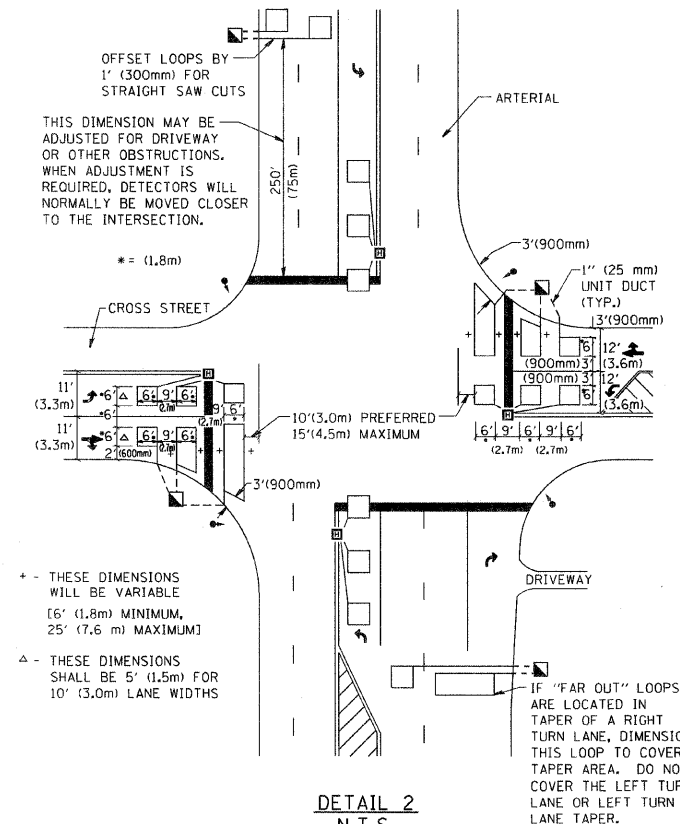 OFFSET LOOPS BY
1' (300mm) FOR
STRAIGHT SAW CUTS
THIS DIMENSION MAY BE
ADJUSTED FOR DRIVEWAY
OR OTHER OBSTRUCTIONS.
WHEN ADJUSTMENT IS
REQUIRED, DETECTORS WILL
NORMALLY BE MOVED CLOSER
TO THE INTERSECTION.
* = (1.8m)
250'
(75m)
ARTERIAL
H
3'(900mm)
1" (25 mm)
UNIT DUCT
(TYP.)
3'(900mm)
CROSS STREET
+
+
+
6'
12'
(3.6m)
(900mm) 3'
(900mm) 3'
12'
(3.6m)
6'
H
6' 9' 6' 9' 6'
(2.7m) (2.7m)
H
11'
(3.3m)
*6'
△
6' 9' 6'
(2.7m)
*6'
9' 6'
(2.7m)
11'
(3.3m)
*6'
△
6' 9' 6'
(2.7m)
2' (600mm)
+ + + +
10'(3.0m) PREFERRED
15'(4.5m) MAXIMUM
3'(900mm)
H
+ - THESE DIMENSIONS
WILL BE VARIABLE
[6' (1.8m) MINIMUM,
25' (7.6 m) MAXIMUM]
△ - THESE DIMENSIONS
SHALL BE 5' (1.5m) FOR
10' (3.0m) LANE WIDTHS
DRIVEWAY
IF "FAR OUT" LOOPS
ARE LOCATED IN
TAPER OF A RIGHT
TURN LANE, DIMENSIO
THIS LOOP TO COVER
TAPER AREA. DO NO
COVER THE LEFT TUR
LANE OR LEFT TURN
LANE TAPER.
DETAIL 2
N.T.S.